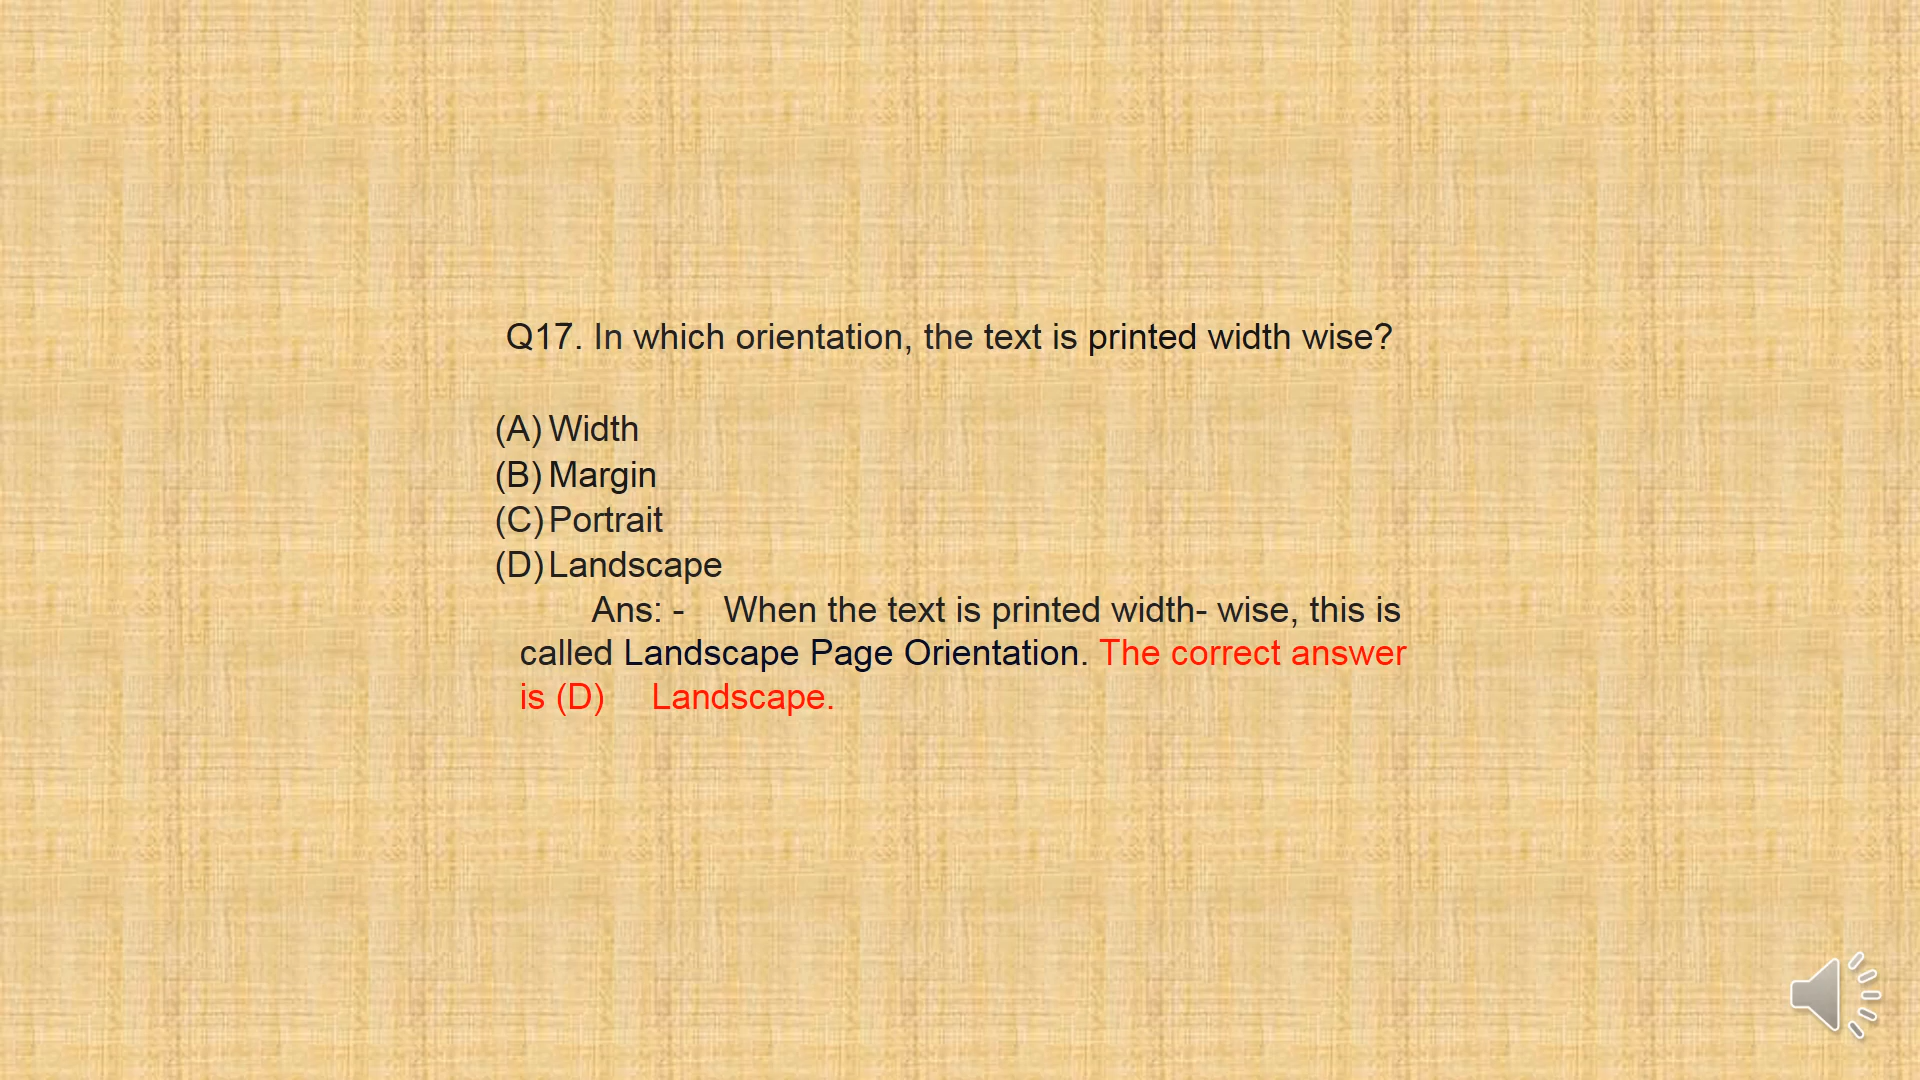 Q17. In which orientation, the text is printed width wise?
(A) Width
(B) Margin
(C) Portrait
(D) Landscape
Ans: - When the text is printed width- wise, this is
called Landscape Page Orientation. The correct answer
is (D) Landscape.